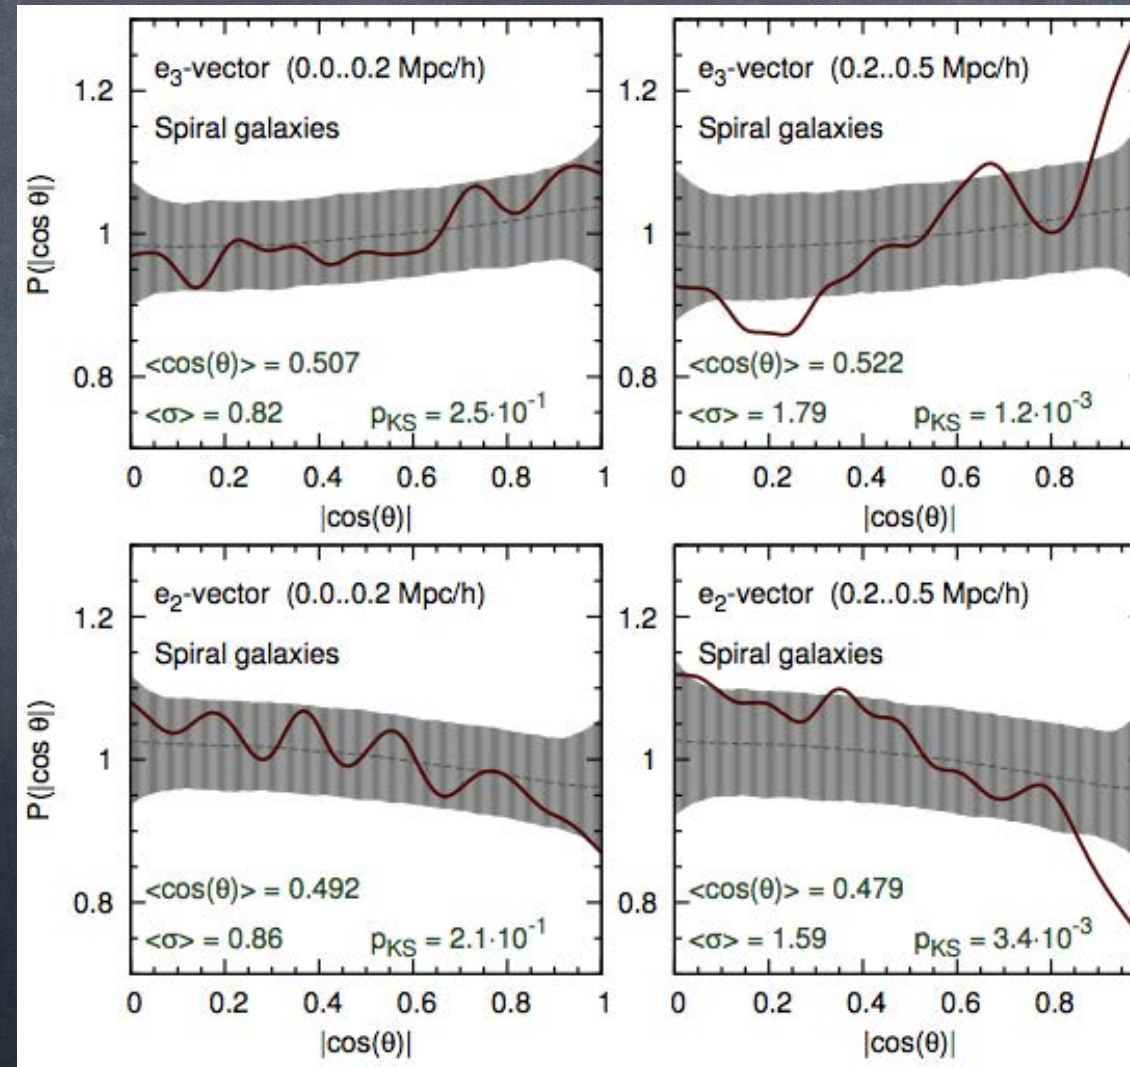 e₃-vector (0.0..0.2 Mpc/h)
Spiral galaxies
1.2
1
0.8
P(|cos θ|)
<cos(θ)> = 0.507
<σ> = 0.82 pKS = 2.5·10⁻¹
0 0.2 0.4 0.6 0.8 1
|cos(θ)|
e₃-vector (0.2..0.5 Mpc/h)
Spiral galaxies
1.2
1
0.8
<cos(θ)> = 0.522
<σ> = 1.79 pKS = 1.2·10⁻³
0 0.2 0.4 0.6 0.8
|cos(θ)|
e₂-vector (0.0..0.2 Mpc/h)
Spiral galaxies
1.2
1
0.8
P(|cos θ|)
<cos(θ)> = 0.492
<σ> = 0.86 pKS = 2.1·10⁻¹
0 0.2 0.4 0.6 0.8 1
|cos(θ)|
e₂-vector (0.2..0.5 Mpc/h)
Spiral galaxies
1.2
1
0.8
<cos(θ)> = 0.479
<σ> = 1.59 pKS = 3.4·10⁻³
0 0.2 0.4 0.6 0.8
|cos(θ)|